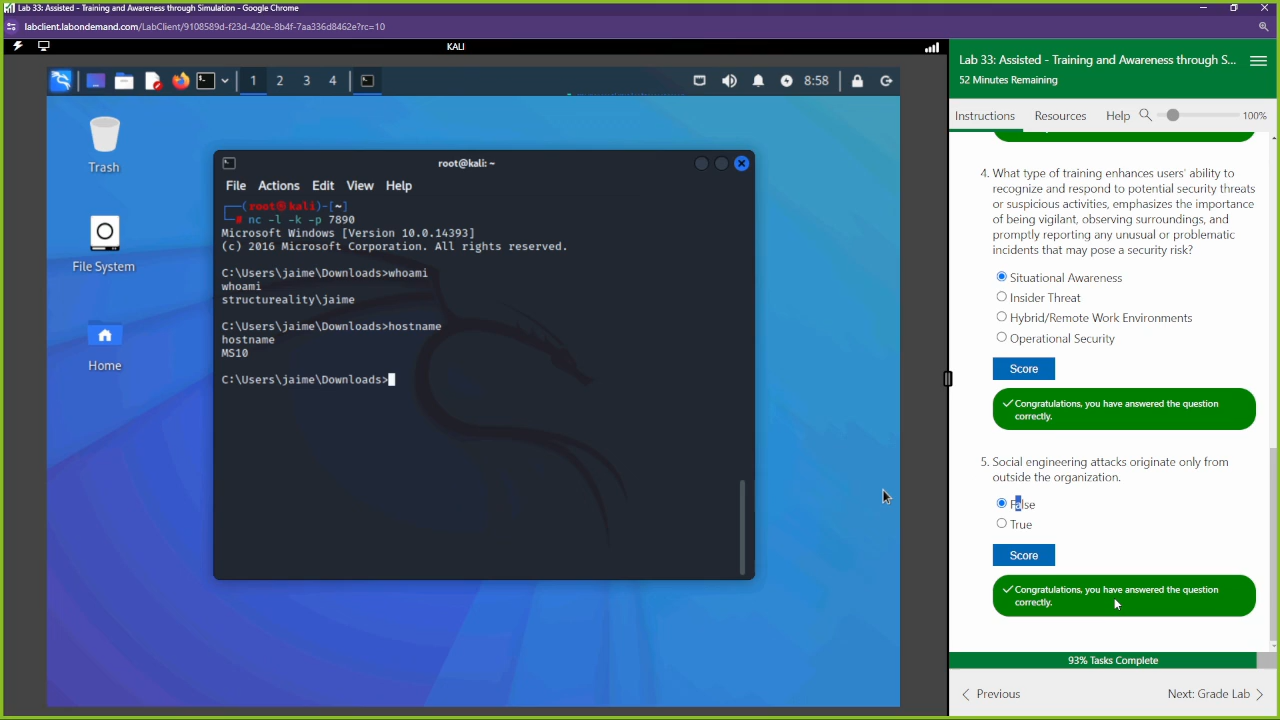 Lab 33: Assisted - Training and Awareness through Simulation - Google Chrome
labclient.labondemand.com/LabClient/9108589d-f23d-420e-8b4f-7aa336d8462e?rc=10
KALI
1 2 3 4
8:58
Trash
File System
Home
root@kali: ~
File Actions Edit View Help
(root㉿kali)-[~]
# nc -l -k -p 7890
Microsoft Windows [Version 10.0.14393]
(c) 2016 Microsoft Corporation. All rights reserved.
C:\Users\jaime\Downloads>whoami
whoami
structureality\jaime
C:\Users\jaime\Downloads>hostname
hostname
MS10
C:\Users\jaime\Downloads>
Lab 33: Assisted - Training and Awareness through S...
52 Minutes Remaining
Instructions Resources Help 100%
4. What type of training enhances users' ability to
recognize and respond to potential security threats
or suspicious activities, emphasizes the importance
of being vigilant, observing surroundings, and
promptly reporting any unusual or problematic
incidents that may pose a security risk?
Situational Awareness
Insider Threat
Hybrid/Remote Work Environments
Operational Security
Score
Congratulations, you have answered the question
correctly.
5. Social engineering attacks originate only from
outside the organization.
False
True
Score
Congratulations, you have answered the question
correctly.
93% Tasks Complete
Previous
Next: Grade Lab